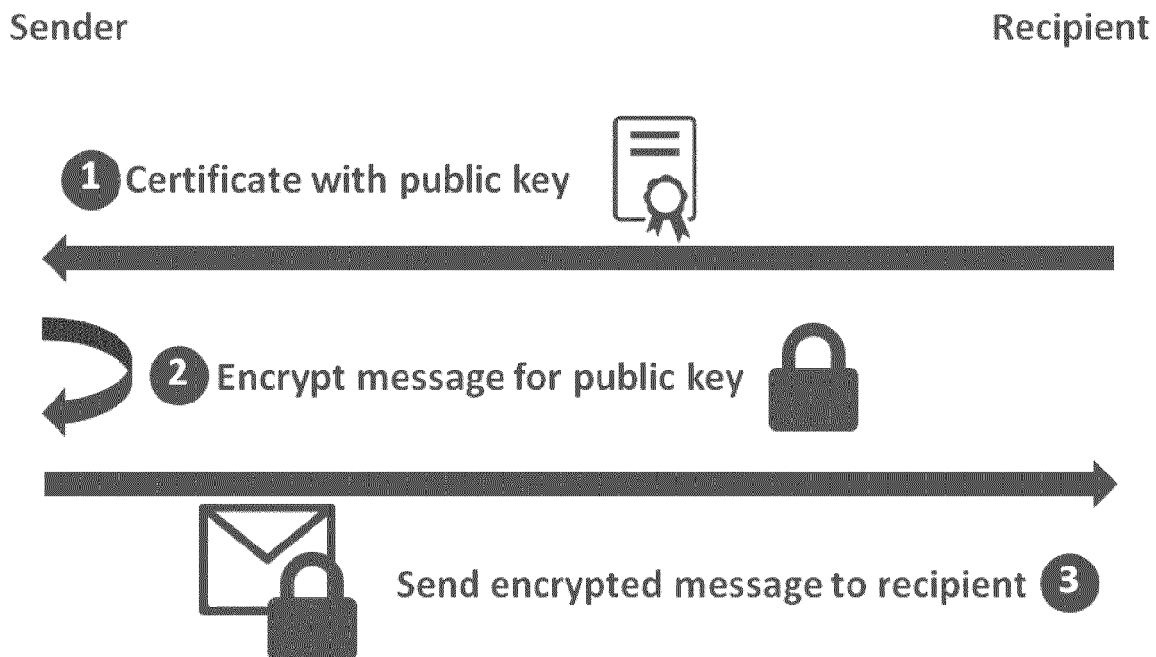 Sender
Recipient
1 Certificate with public key
2 Encrypt message for public key
Send encrypted message to recipient 3